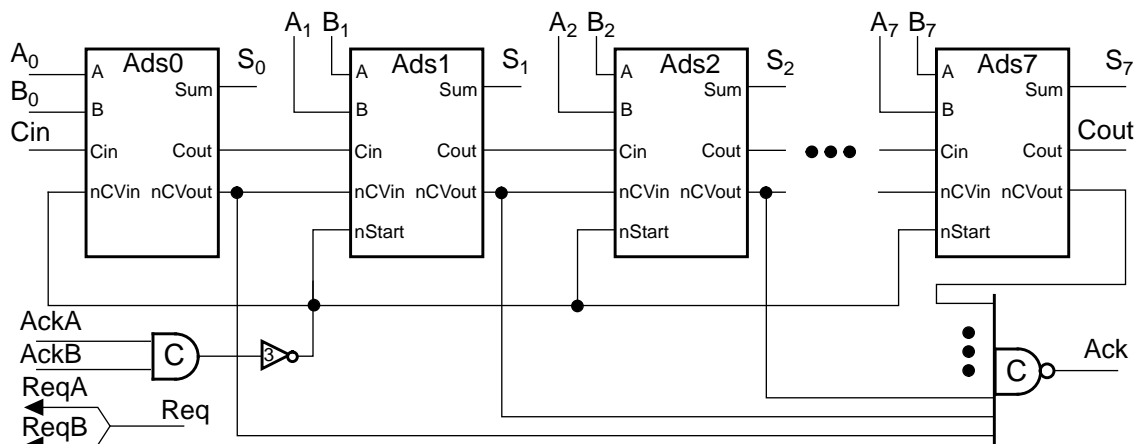 A1 B1 A2 B2 A7 B7
A0 A Ads0 S0 A Ads1 S1 A Ads2 S2 A Ads7 S7
Sum Sum Sum Sum
B0 B B B B
Cin Cin Cout Cin Cout Cin Cout Cin Cout Cout
nCVin nCVout nCVin nCVout nCVin nCVout nCVin nCVout
nStart nStart nStart
AckA
AckB C 3 C Ack
ReqA
Req
ReqB